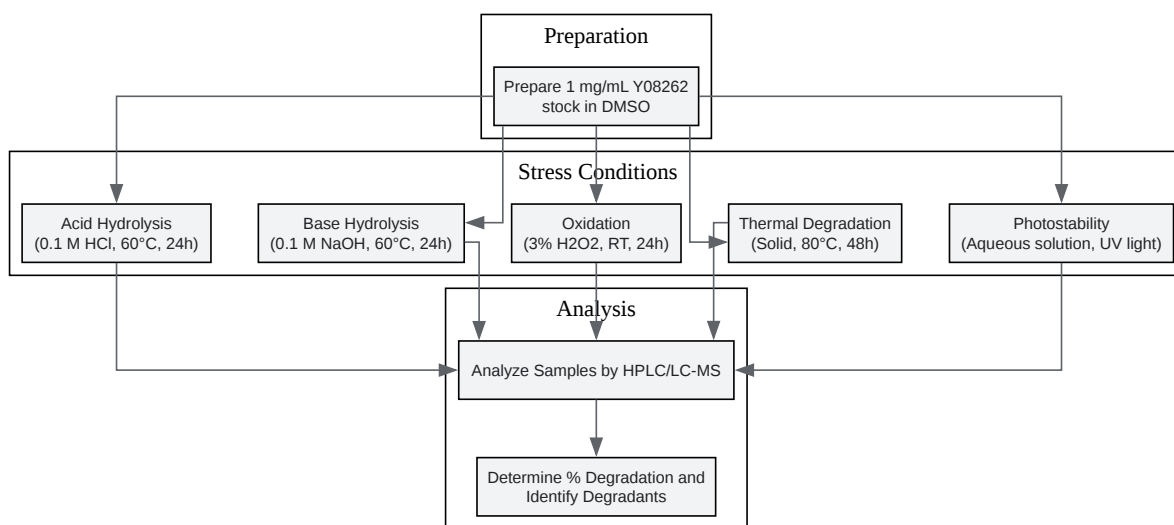 Preparation
Prepare 1 mg/mL Y08262
stock in DMSO
Stress Conditions
Acid Hydrolysis
(0.1 M HCl, 60°C, 24h)
Base Hydrolysis
(0.1 M NaOH, 60°C, 24h)
Oxidation
(3% H2O2, RT, 24h)
Thermal Degradation
(Solid, 80°C, 48h)
Photostability
(Aqueous solution, UV light)
Analysis
Analyze Samples by HPLC/LC-MS
Determine % Degradation and
Identify Degradants